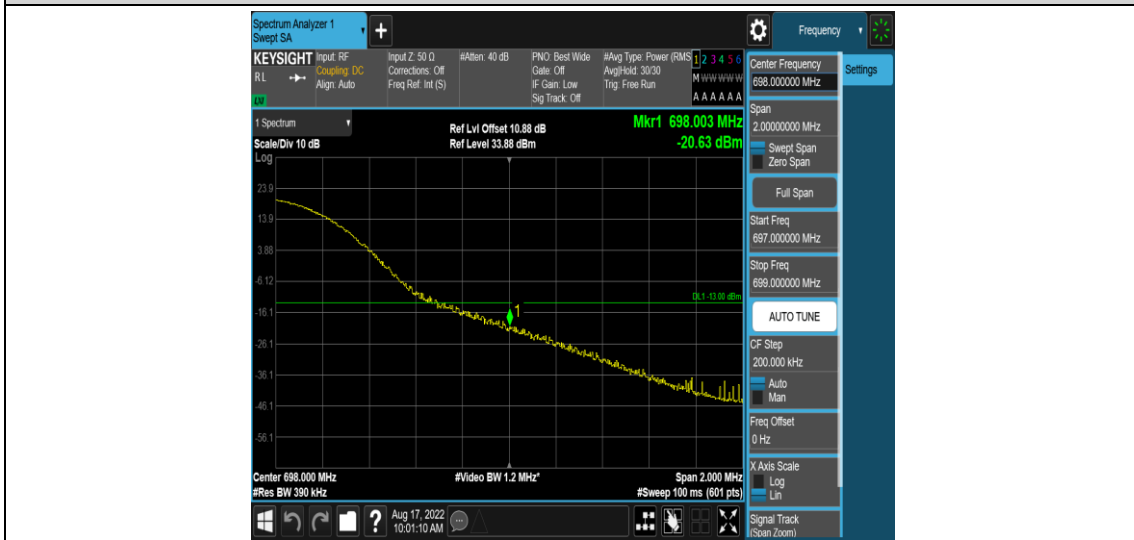 Spectrum Analyzer 1
Swept SA
+
Frequency
KEYSIGHT
RL
LXI
Input: RF
Coupling: DC
Align: Auto
Input Z: 50 Ω
Corrections: Off
Freq Ref: Int (S)
#Atten: 40 dB
PNO: Best Wide
Gate: Off
IF Gain: Low
Sig Track: Off
#Avg Type: Power (RMS
Avg|Hold: 30/30
Trig: Free Run
1 2 3 4 5 6
M W W W W W
A A A A A A
Center Frequency
698.000000 MHz
Settings
1 Spectrum
Scale/Div 10 dB
Log
Ref Lvl Offset 10.88 dB
Ref Level 33.88 dBm
Mkr1 698.003 MHz
-20.63 dBm
23.9
13.9
3.88
-6.12
-16.1
-26.1
-36.1
-46.1
-56.1
DL1 -13.00 dBm
1
Center 698.000 MHz
#Res BW 390 kHz
#Video BW 1.2 MHz*
Span 2.000 MHz
#Sweep 100 ms (601 pts)
Span
2.00000000 MHz
Swept Span
Zero Span
Full Span
Start Freq
697.000000 MHz
Stop Freq
699.000000 MHz
AUTO TUNE
CF Step
200.000 kHz
Auto
Man
Freq Offset
0 Hz
X Axis Scale
Log
Lin
Signal Track
(Span Zoom)
?
Aug 17, 2022
10:01:10 AM